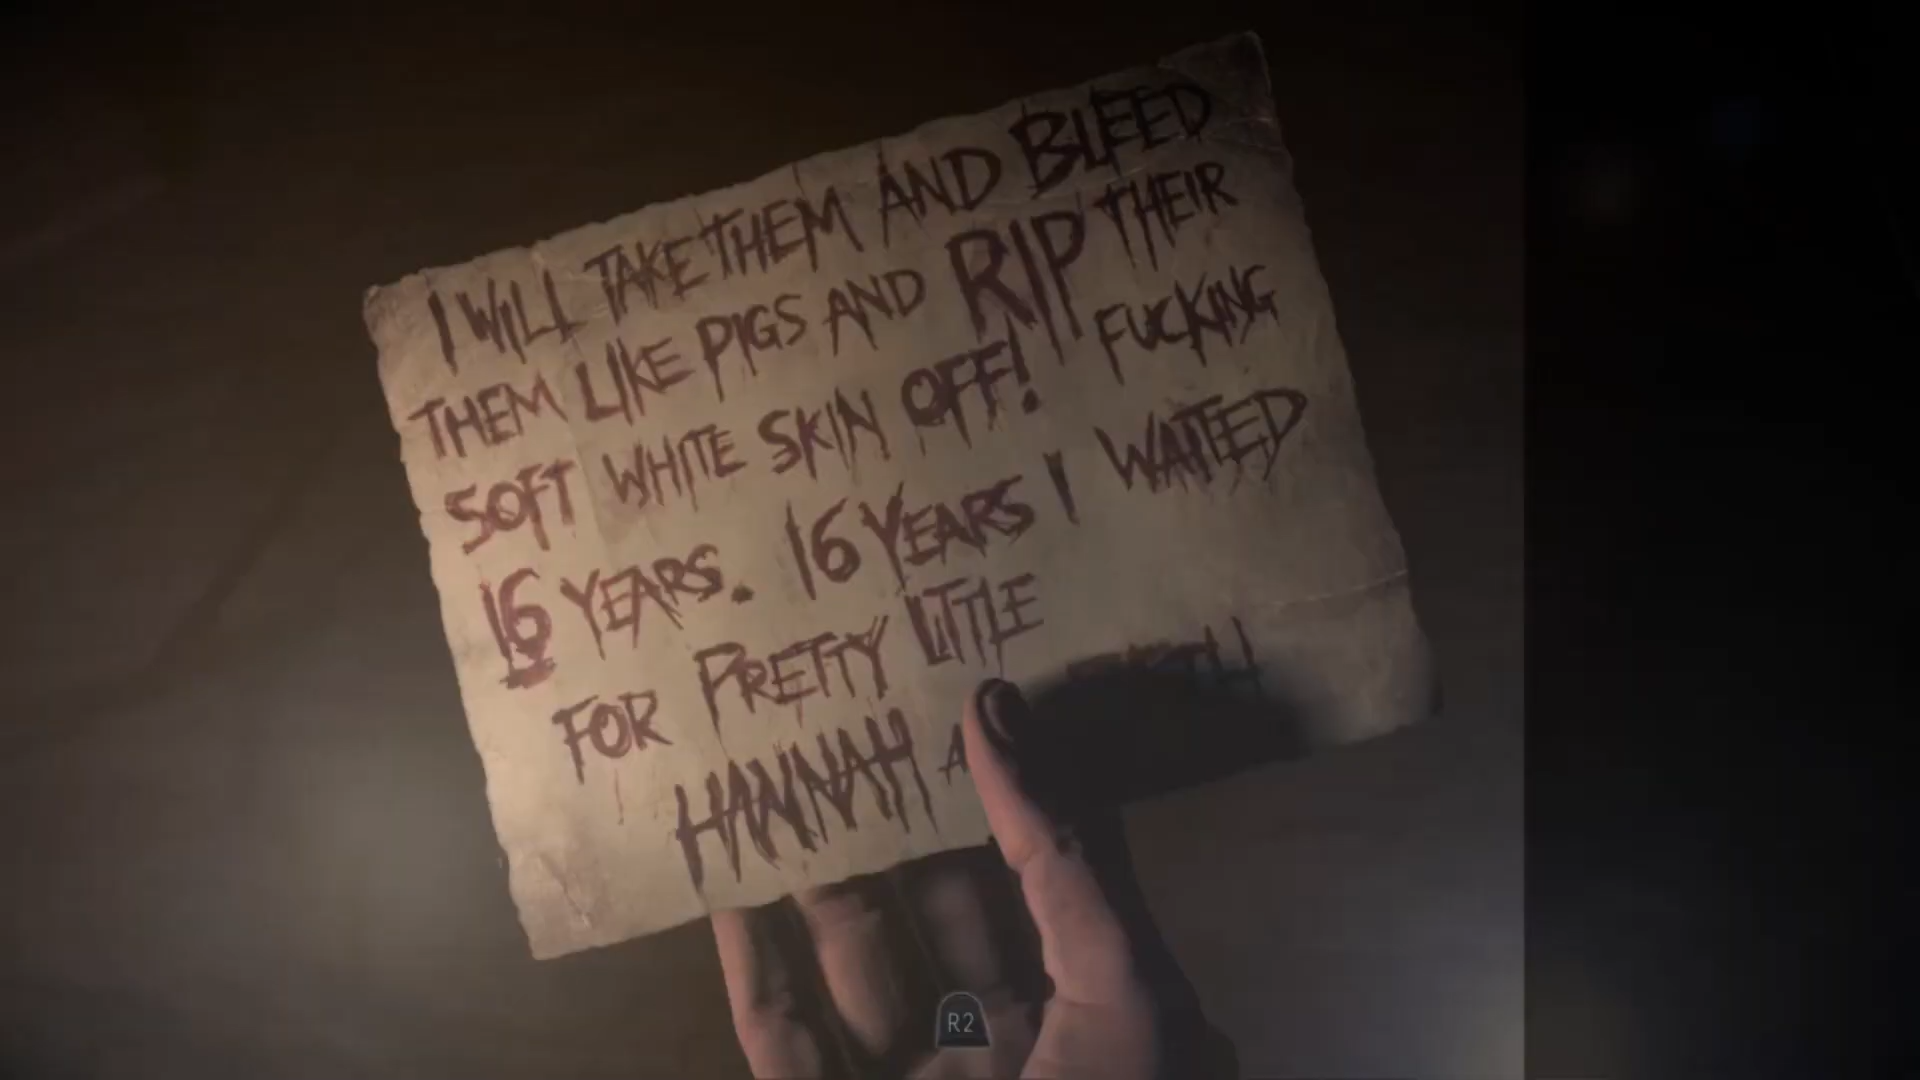 I WILL TAKE THEM AND BLEED
THEM LIKE PIGS AND RIP THEIR
SOFT WHITE SKIN OFF! FUCKING
16 YEARS. 16 YEARS I WAITED
FOR PRETTY LITTLE
HANNAH
R2